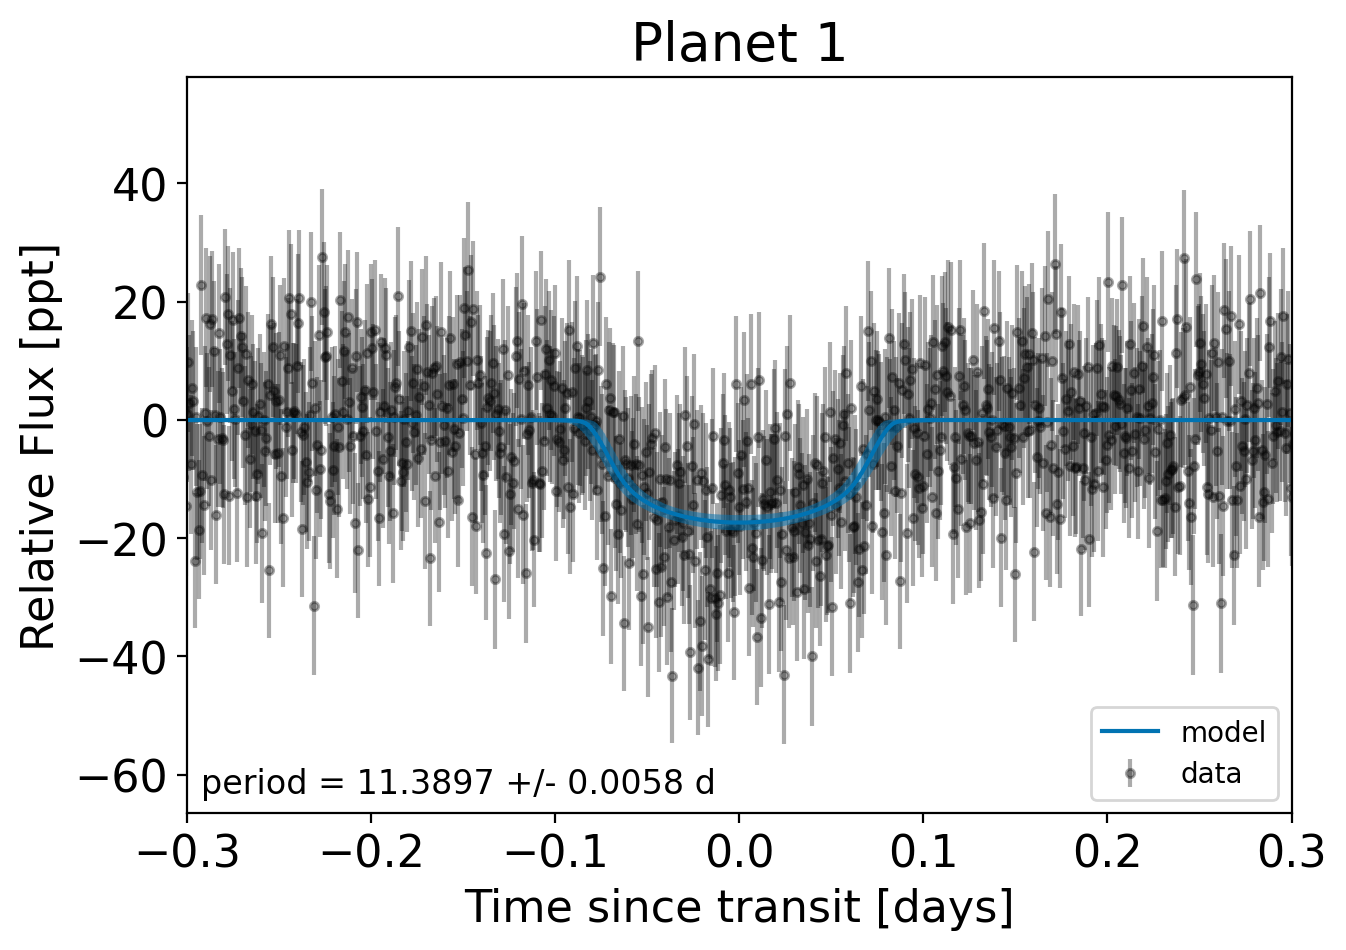 Planet 1
Relative Flux [ppt]
40
20
0
−20
−40
−60
period = 11.3897 +/- 0.0058 d
model
data
−0.3
−0.2
−0.1
0.0
0.1
0.2
0.3
Time since transit [days]